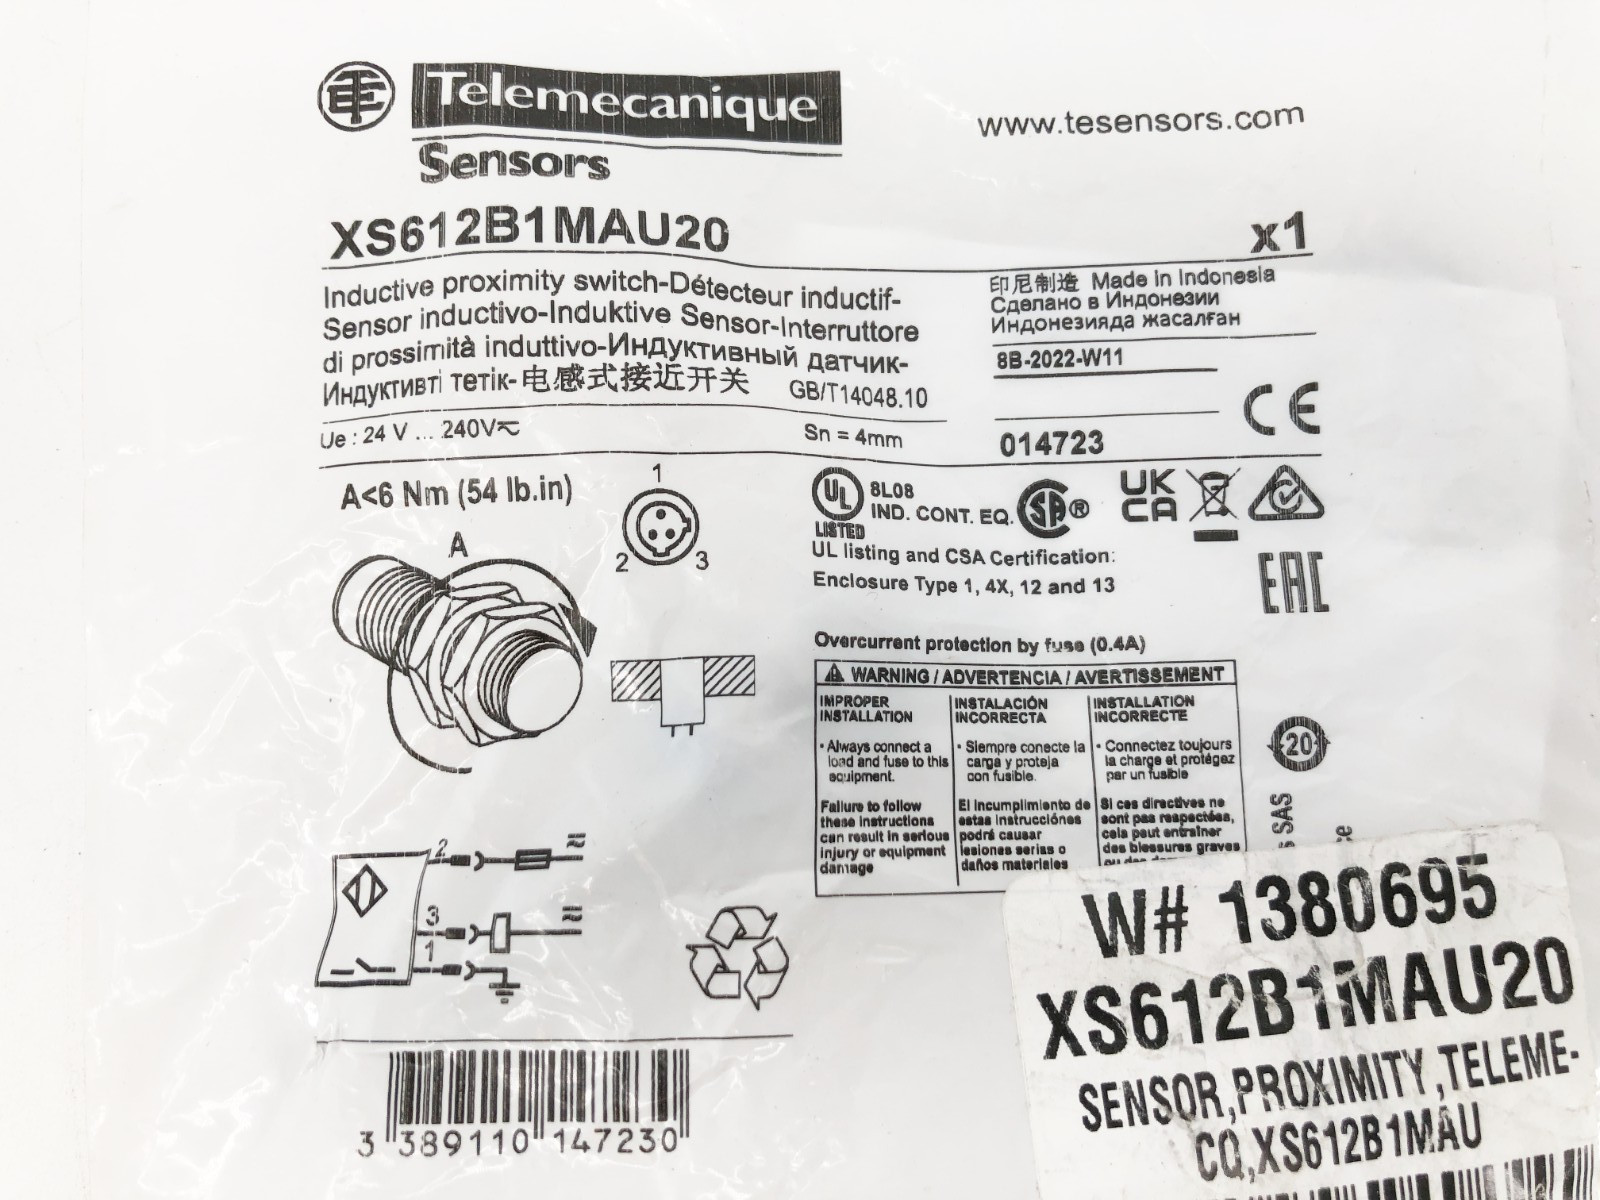 Telemecanique
Sensors
www.tesensors.com
XS612B1MAU20
x1
Inductive proximity switch-Détecteur inductif-
Sensor inductivo-Induktive Sensor-Interruttore
di prossimità induttivo-Индуктивный датчик-
Индуктивті тетік-电感式接近开关 GB/T14048.10
印尼制造 Made in Indonesia
Сделано в Индонезии
Индонезияда жасалған
8B-2022-W11
CE
014723
Ue : 24 V ... 240V
Sn = 4mm
A<6 Nm (54 lb.in)
A
1
2 3
UL
LISTED
8L08
IND. CONT. EQ.
SA®
UK
CA
EAC
UL listing and CSA Certification:
Enclosure Type 1, 4X, 12 and 13
Overcurrent protection by fuse (0.4A)
WARNING / ADVERTENCIA / AVERTISSEMENT
IMPROPER
INSTALLATION
• Always connect a
load and fuse to this
equipment.
Failure to follow
these instructions
can result in serious
injury or equipment
damage
INSTALACIÓN
INCORRECTA
• Siempre conecte la
carga y proteja
con fusible.
El incumplimiento de
estas instrucciónes
podrá causar
lesiones serias o
daños materiales
INSTALLATION
INCORRECTE
• Connectez toujours
la charge et protégez
par un fusible
Si ces directives ne
sont pas respectées,
cela peut entraîner
des blessures graves
ou des
20
SAS
2
3
1
3 389110 147230
W# 1380695
XS612B1MAU20
SENSOR,PROXIMITY,TELEME-
CQ,XS612B1MAU